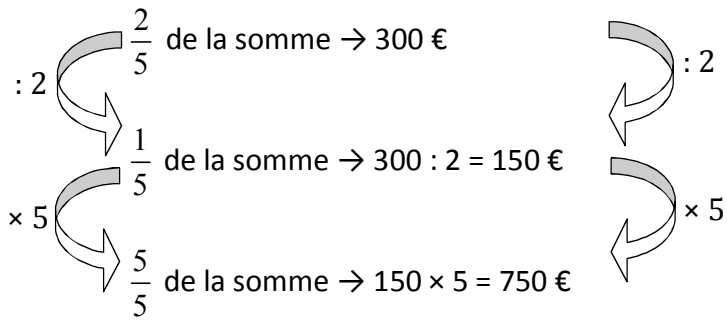 2/5 de la somme → 300 €
: 2 : 2
1/5 de la somme → 300 : 2 = 150 €
× 5 × 5
5/5 de la somme → 150 × 5 = 750 €